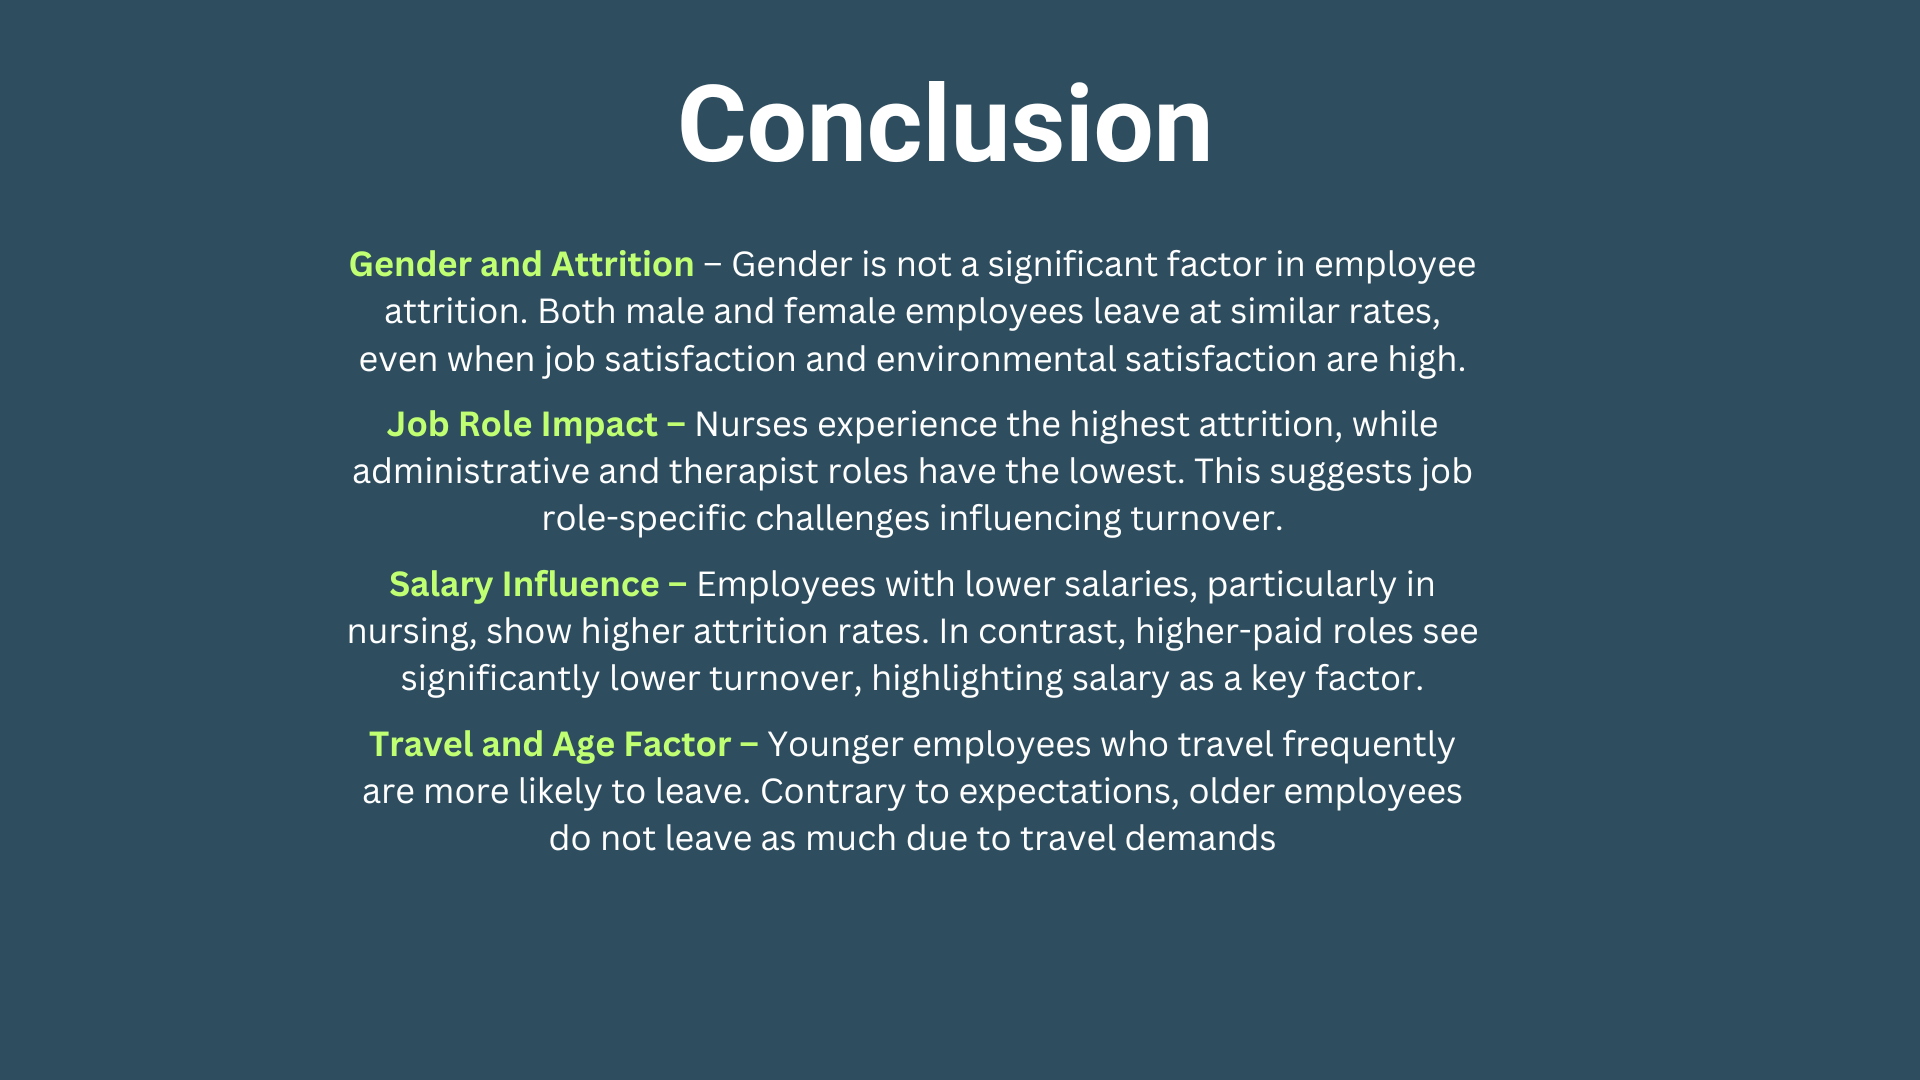 Conclusion
Gender and Attrition – Gender is not a significant factor in employee
attrition. Both male and female employees leave at similar rates,
even when job satisfaction and environmental satisfaction are high.
Job Role Impact – Nurses experience the highest attrition, while
administrative and therapist roles have the lowest. This suggests job
role-specific challenges influencing turnover.
Salary Influence – Employees with lower salaries, particularly in
nursing, show higher attrition rates. In contrast, higher-paid roles see
significantly lower turnover, highlighting salary as a key factor.
Travel and Age Factor – Younger employees who travel frequently
are more likely to leave. Contrary to expectations, older employees
do not leave as much due to travel demands